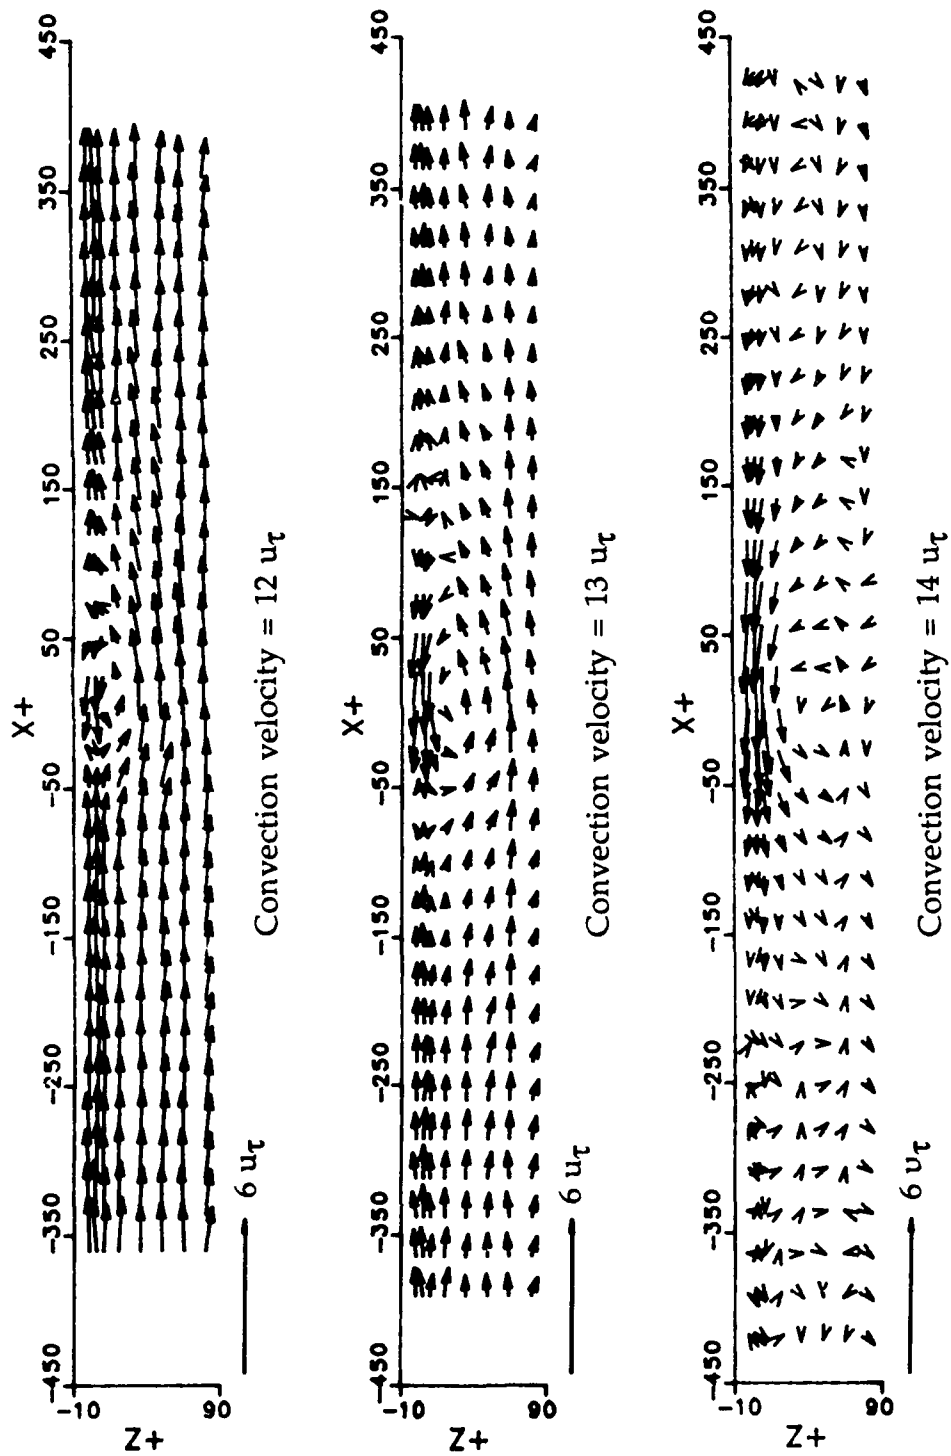 X+
-450 -350 -250 -150 -50 50 150 250 350 450
-10
Z+
90
6 uτ
Convection velocity = 12 uτ
X+
-450 -350 -250 -150 -50 50 150 250 350 450
-10
Z+
90
6 uτ
Convection velocity = 13 uτ
X+
-450 -350 -250 -150 -50 50 150 250 350 450
-10
Z+
90
6 uτ
Convection velocity = 14 uτ